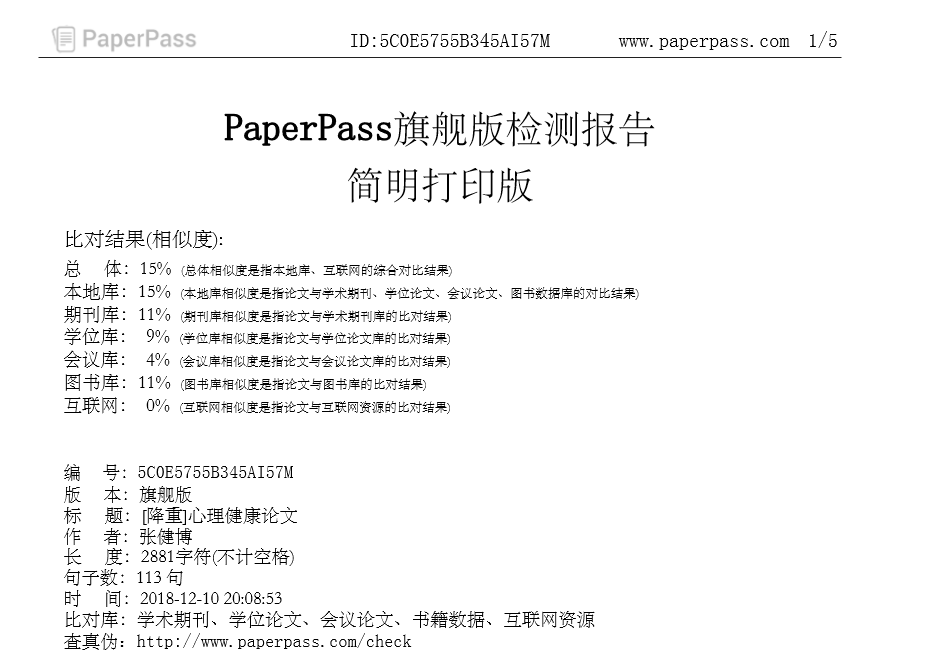 PaperPass ID:5C0E5755B345AI57M www.paperpass.com 1/5
PaperPass旗舰版检测报告
简明打印版
比对结果(相似度):
总 体: 15% (总体相似度是指本地库、互联网的综合对比结果)
本地库: 15% (本地库相似度是指论文与学术期刊、学位论文、会议论文、图书数据库的对比结果)
期刊库: 11% (期刊库相似度是指论文与学术期刊库的比对结果)
学位库: 9% (学位库相似度是指论文与学位论文库的比对结果)
会议库: 4% (会议库相似度是指论文与会议论文库的比对结果)
图书库: 11% (图书库相似度是指论文与图书库的比对结果)
互联网: 0% (互联网相似度是指论文与互联网资源的比对结果)
编 号: 5C0E5755B345AI57M
版 本: 旗舰版
标 题: [降重]心理健康论文
作 者: 张健博
长 度: 2881字符(不计空格)
句子数: 113句
时 间: 2018-12-10 20:08:53
比对库: 学术期刊、学位论文、会议论文、书籍数据、互联网资源
查真伪: http://www.paperpass.com/check